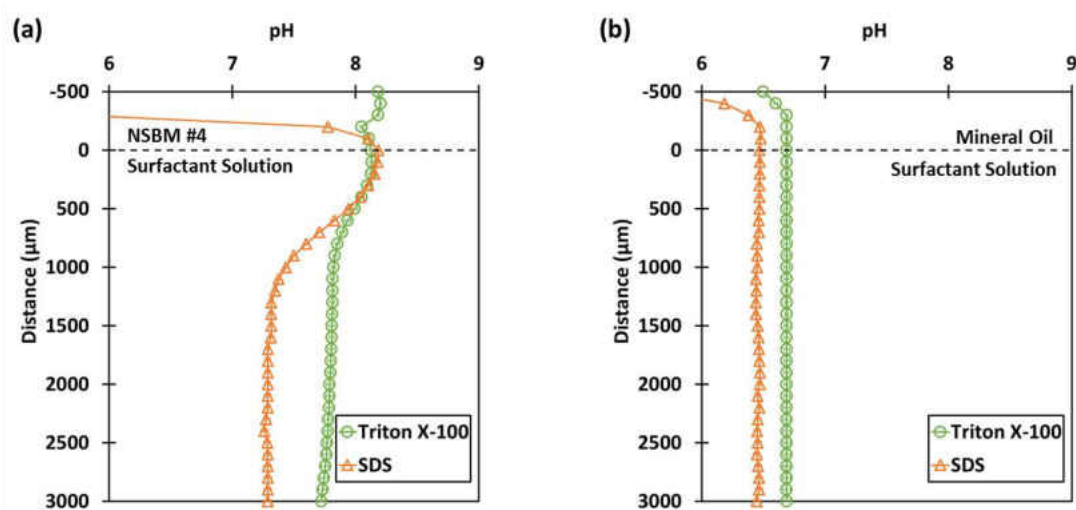 (a)
pH
6 7 8 9
-500
0
500
1000
1500
2000
2500
3000
Distance (µm)
NSBM #4
Surfactant Solution
Triton X-100
SDS
(b)
pH
6 7 8 9
-500
0
500
1000
1500
2000
2500
3000
Distance (µm)
Mineral Oil
Surfactant Solution
Triton X-100
SDS